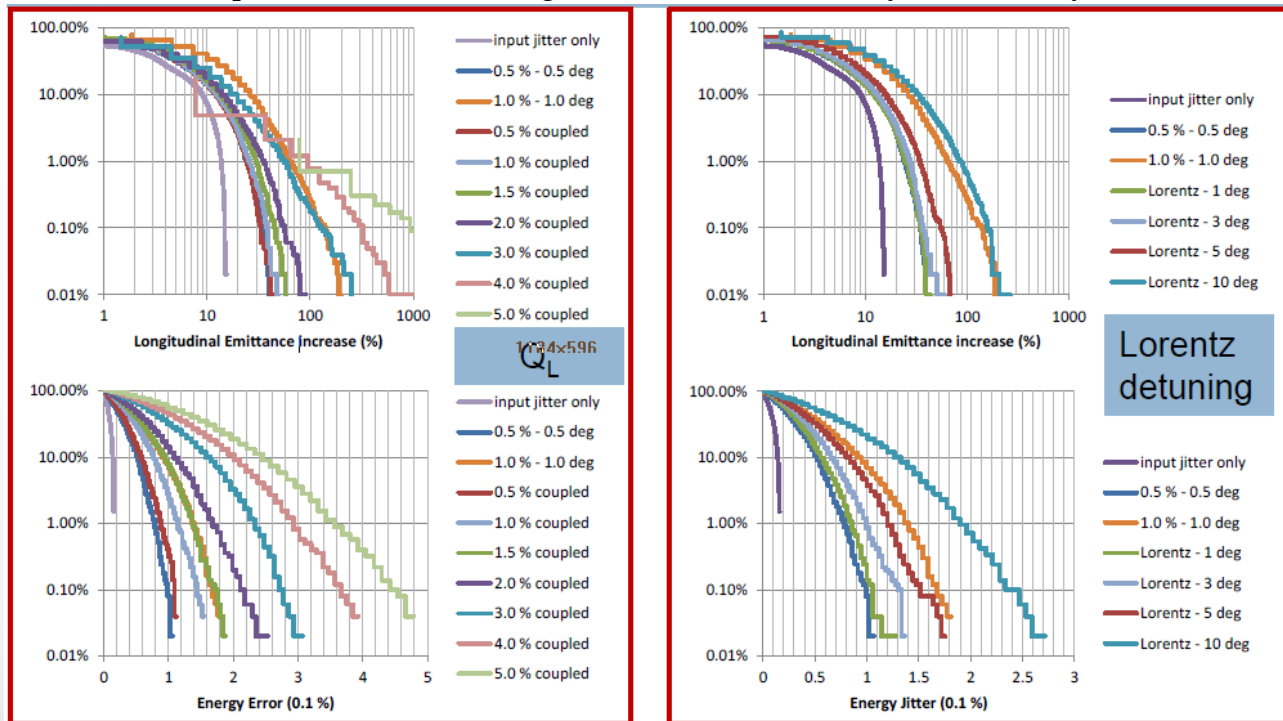 100.00%
10.00%
1.00%
0.10%
0.01%
1
10
100
1000
Longitudinal Emittance increase (%)
input jitter only
0.5 % - 0.5 deg
1.0 % - 1.0 deg
0.5 % coupled
1.0 % coupled
1.5 % coupled
2.0 % coupled
3.0 % coupled
4.0 % coupled
5.0 % coupled
QL
100.00%
10.00%
1.00%
0.10%
0.01%
0
1
2
3
4
5
Energy Error (0.1 %)
input jitter only
0.5 % - 0.5 deg
1.0 % - 1.0 deg
0.5 % coupled
1.0 % coupled
1.5 % coupled
2.0 % coupled
3.0 % coupled
4.0 % coupled
5.0 % coupled
100.00%
10.00%
1.00%
0.10%
0.01%
1
10
100
1000
Longitudinal Emittance increase (%)
input jitter only
0.5 % - 0.5 deg
1.0 % - 1.0 deg
Lorentz - 1 deg
Lorentz - 3 deg
Lorentz - 5 deg
Lorentz - 10 deg
Lorentz
detuning
100.00%
10.00%
1.00%
0.10%
0.01%
0
0.5
1
1.5
2
2.5
3
Energy Jitter (0.1 %)
input jitter only
0.5 % - 0.5 deg
1.0 % - 1.0 deg
Lorentz - 1 deg
Lorentz - 3 deg
Lorentz - 5 deg
Lorentz - 10 deg